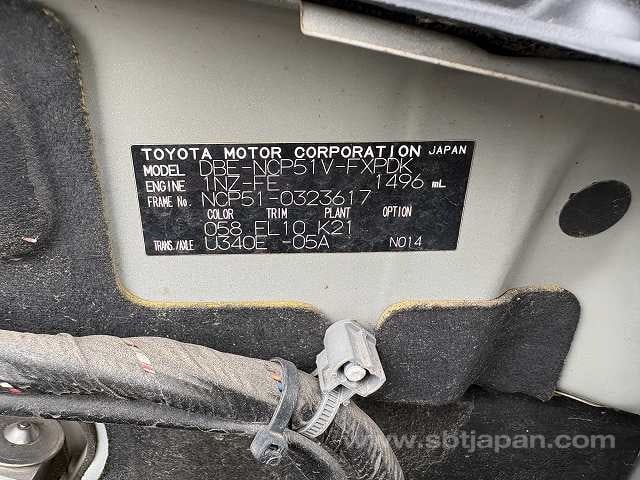 TOYOTA MOTOR CORPORATION JAPAN
MODEL DBE-NCP51V-FXPDK
ENGINE 1NZ-FE 1496 mL
FRAME No. NCP51-0323617
COLOR TRIM PLANT OPTION
058 FL10 K21
TRANS./AXLE U340E -05A N014
www.sbtjapan.com